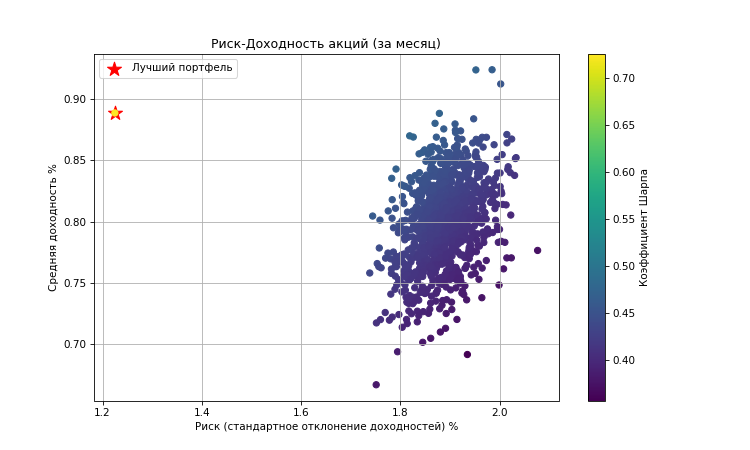 Риск-Доходность акций (за месяц)
Лучший портфель
0.90
0.85
0.80
0.75
0.70
Средняя доходность %
1.2 1.4 1.6 1.8 2.0
Риск (стандартное отклонение доходностей) %
0.70
0.65
0.60
0.55
0.50
0.45
0.40
Коэффициент Шарпа